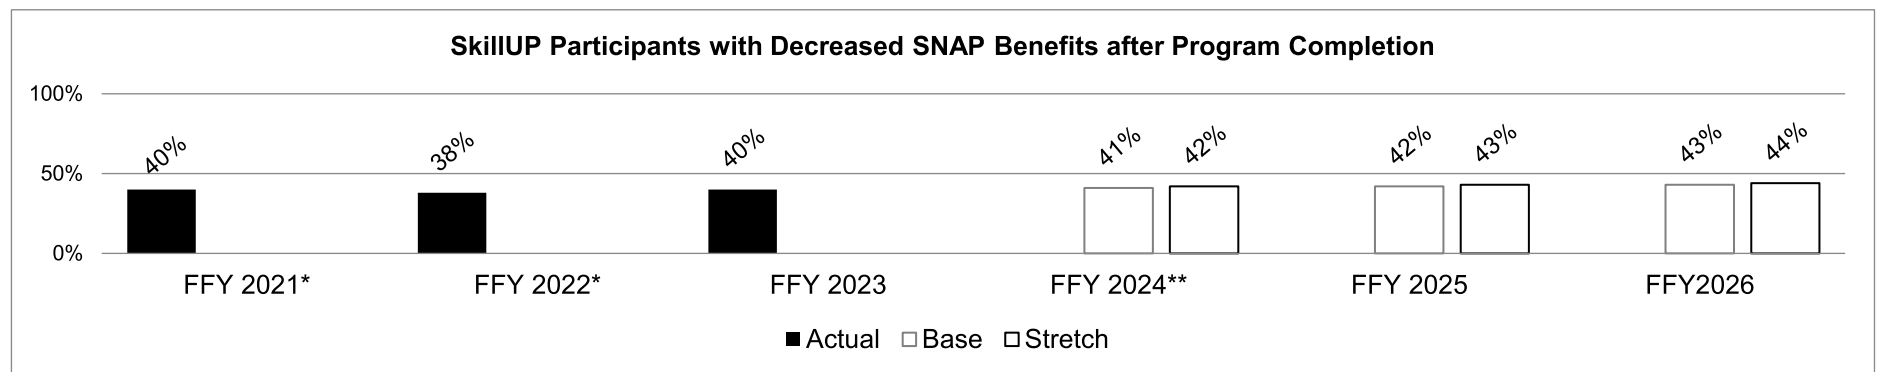 SkillUP Participants with Decreased SNAP Benefits after Program Completion
100%
50%
0%
40%
38%
40%
41%
42%
42%
43%
43%
44%
FFY 2021*
FFY 2022*
FFY 2023
FFY 2024**
FFY 2025
FFY2026
Actual
Base
Stretch